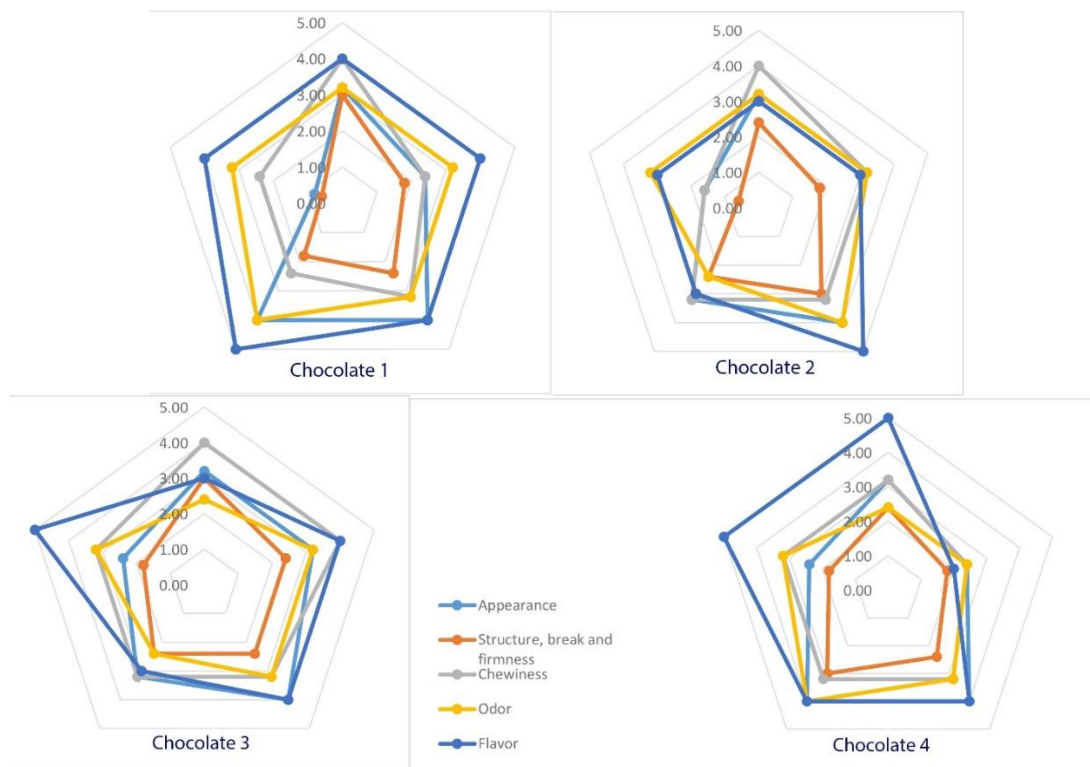 5.00
4.00
3.00
2.00
1.00
0.00
Chocolate 1
5.00
4.00
3.00
2.00
1.00
0.00
Chocolate 2
5.00
4.00
3.00
2.00
1.00
0.00
Chocolate 3
Appearance
Structure, break and
firmness
Chewiness
Odor
Flavor
5.00
4.00
3.00
2.00
1.00
0.00
Chocolate 4